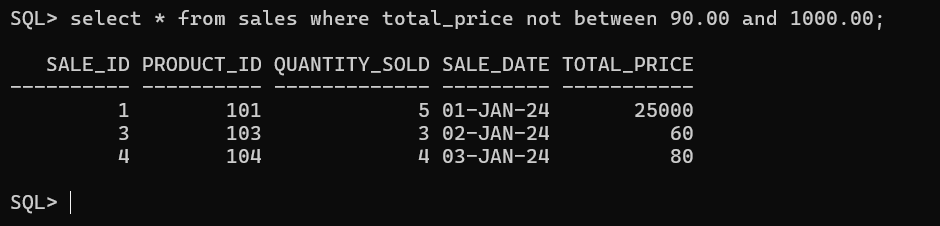 SQL> select * from sales where total_price not between 90.00 and 1000.00;

   SALE_ID PRODUCT_ID QUANTITY_SOLD SALE_DATE TOTAL_PRICE
---------- ---------- ------------- --------- -----------
         1        101             5 01-JAN-24       25000
         3        103             3 02-JAN-24          60
         4        104             4 03-JAN-24          80

SQL>